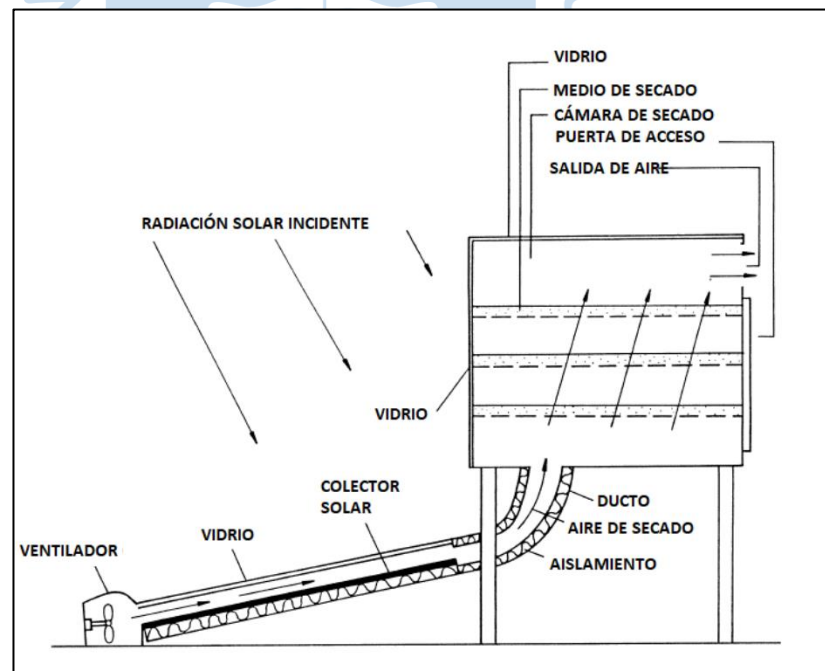 VIDRIO
MEDIO DE SECADO
CÁMARA DE SECADO
PUERTA DE ACCESO
SALIDA DE AIRE
RADIACIÓN SOLAR INCIDENTE
VIDRIO
COLECTOR
SOLAR
DUCTO
VIDRIO
AIRE DE SECADO
VENTILADOR
AISLAMIENTO